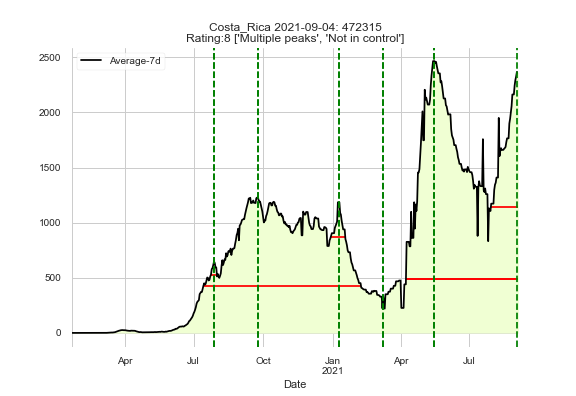 Costa_Rica 2021-09-04: 472315
Rating:8 ['Multiple peaks', 'Not in control']
Average-7d
2500
2000
1500
1000
500
0
Apr
Jul
Oct
Jan
2021
Apr
Jul
Date